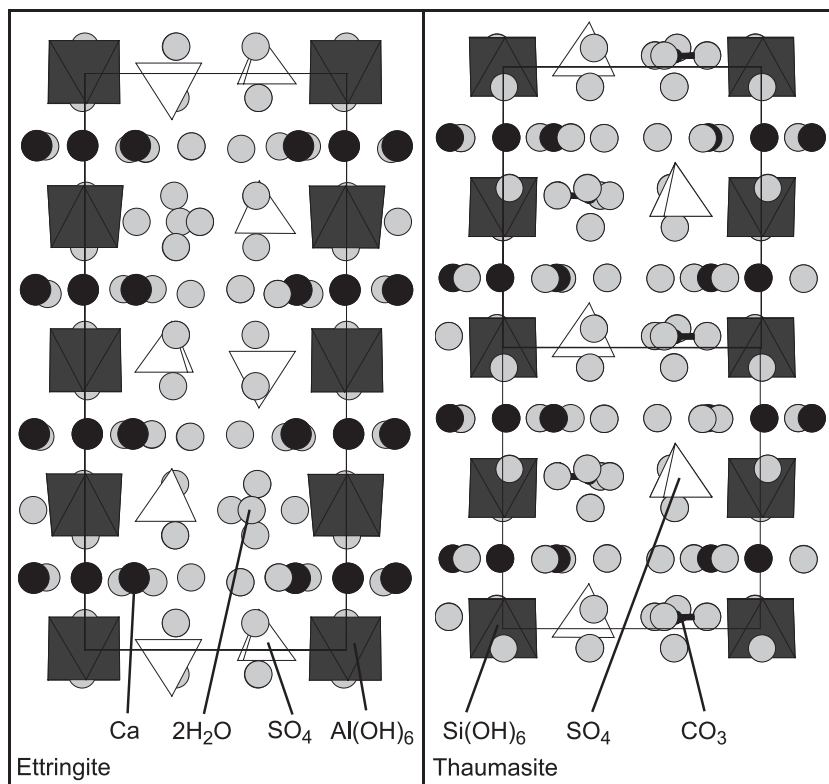 Ca 2H₂O SO₄ Al(OH)₆
Ettringite
Si(OH)₆ SO₄ CO₃
Thaumasite